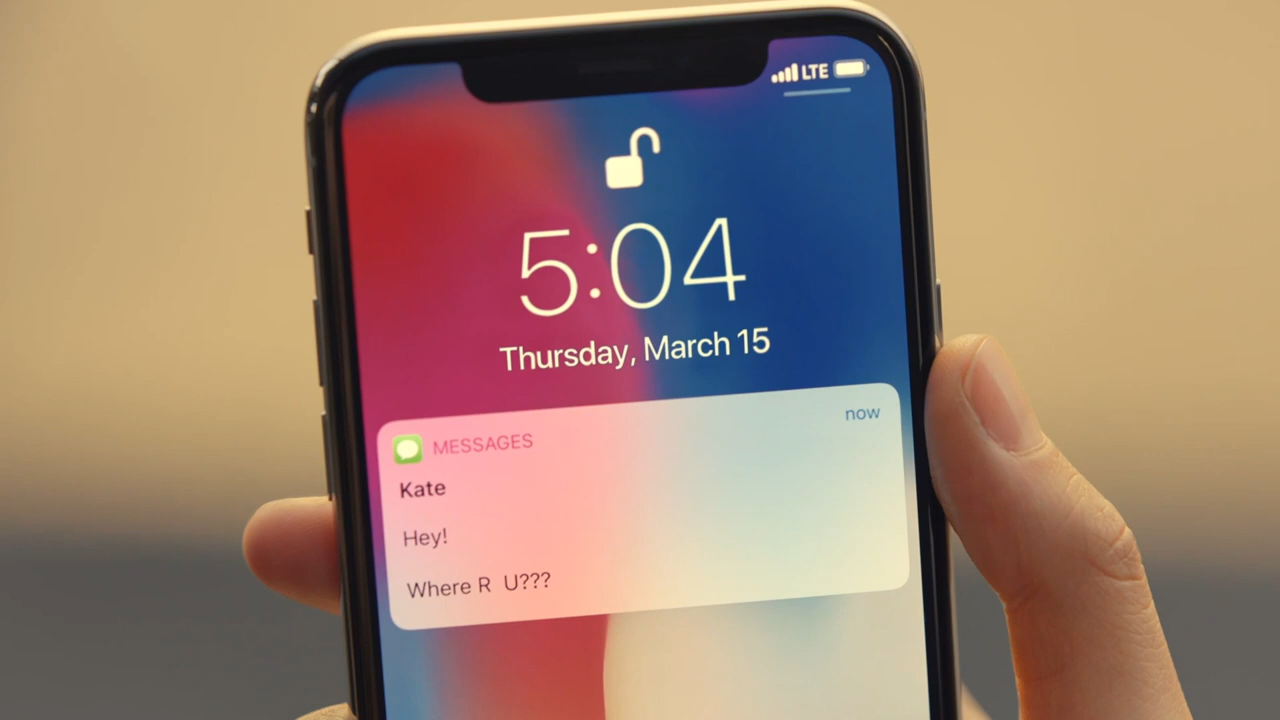 LTE
5:04
Thursday, March 15
MESSAGES
now
Kate
Hey!
Where R  U???